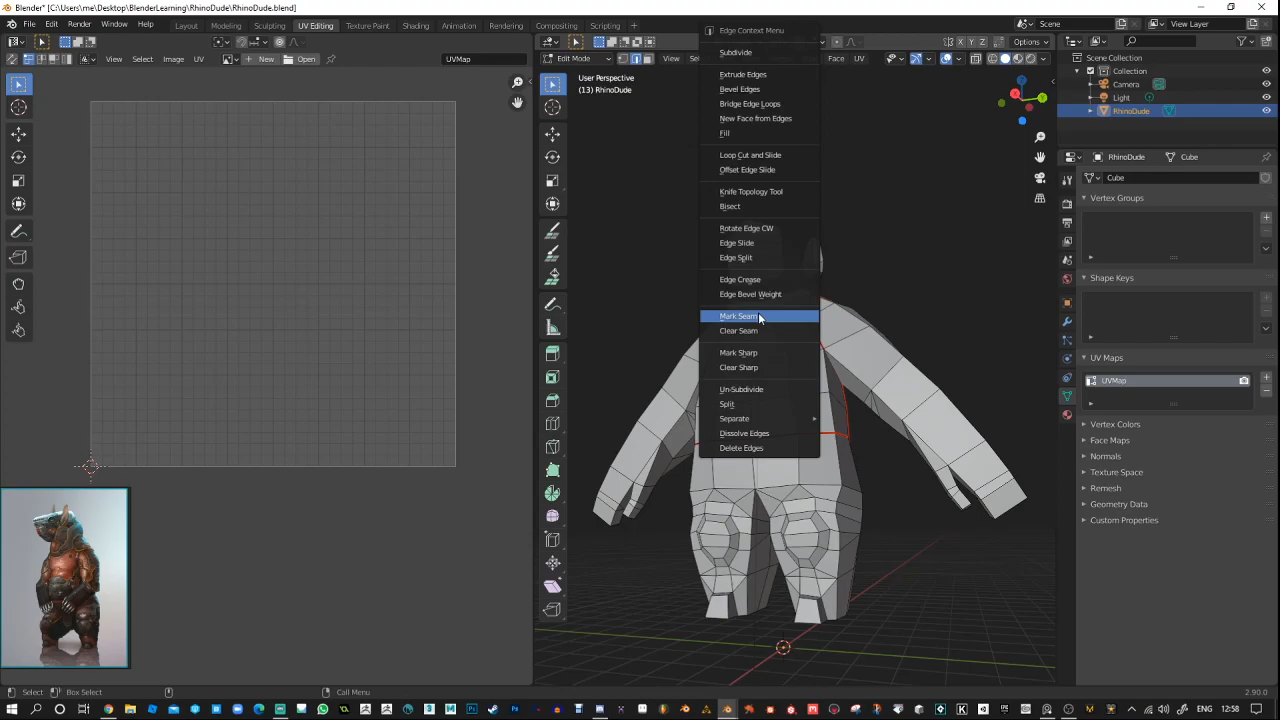 Blender* [C:\Users\me\Desktop\BlenderLearning\RhinoDude\RhinoDude.blend]
File Edit Render Window Help
Layout Modeling Sculpting UV Editing Texture Paint Shading Animation Rendering Compositing Scripting +
Scene View Layer
View Select Image UV New Open UVMap
Edit Mode View Face UV Options
X Y Z
User Perspective
(13) RhinoDude
Edge Context Menu
Subdivide
Extrude Edges
Bevel Edges
Bridge Edge Loops
New Face from Edges
Fill
Loop Cut and Slide
Offset Edge Slide
Knife Topology Tool
Bisect
Rotate Edge CW
Edge Slide
Edge Split
Edge Crease
Edge Bevel Weight
Mark Seam
Clear Seam
Mark Sharp
Clear Sharp
Un-Subdivide
Split
Separate
Dissolve Edges
Delete Edges
Scene Collection
Collection
Camera
Light
RhinoDude
RhinoDude Cube
Cube
Vertex Groups
Shape Keys
UV Maps
UVMap
Vertex Colors
Face Maps
Normals
Texture Space
Remesh
Geometry Data
Custom Properties
Select Box Select Call Menu 2.90.0
12:58